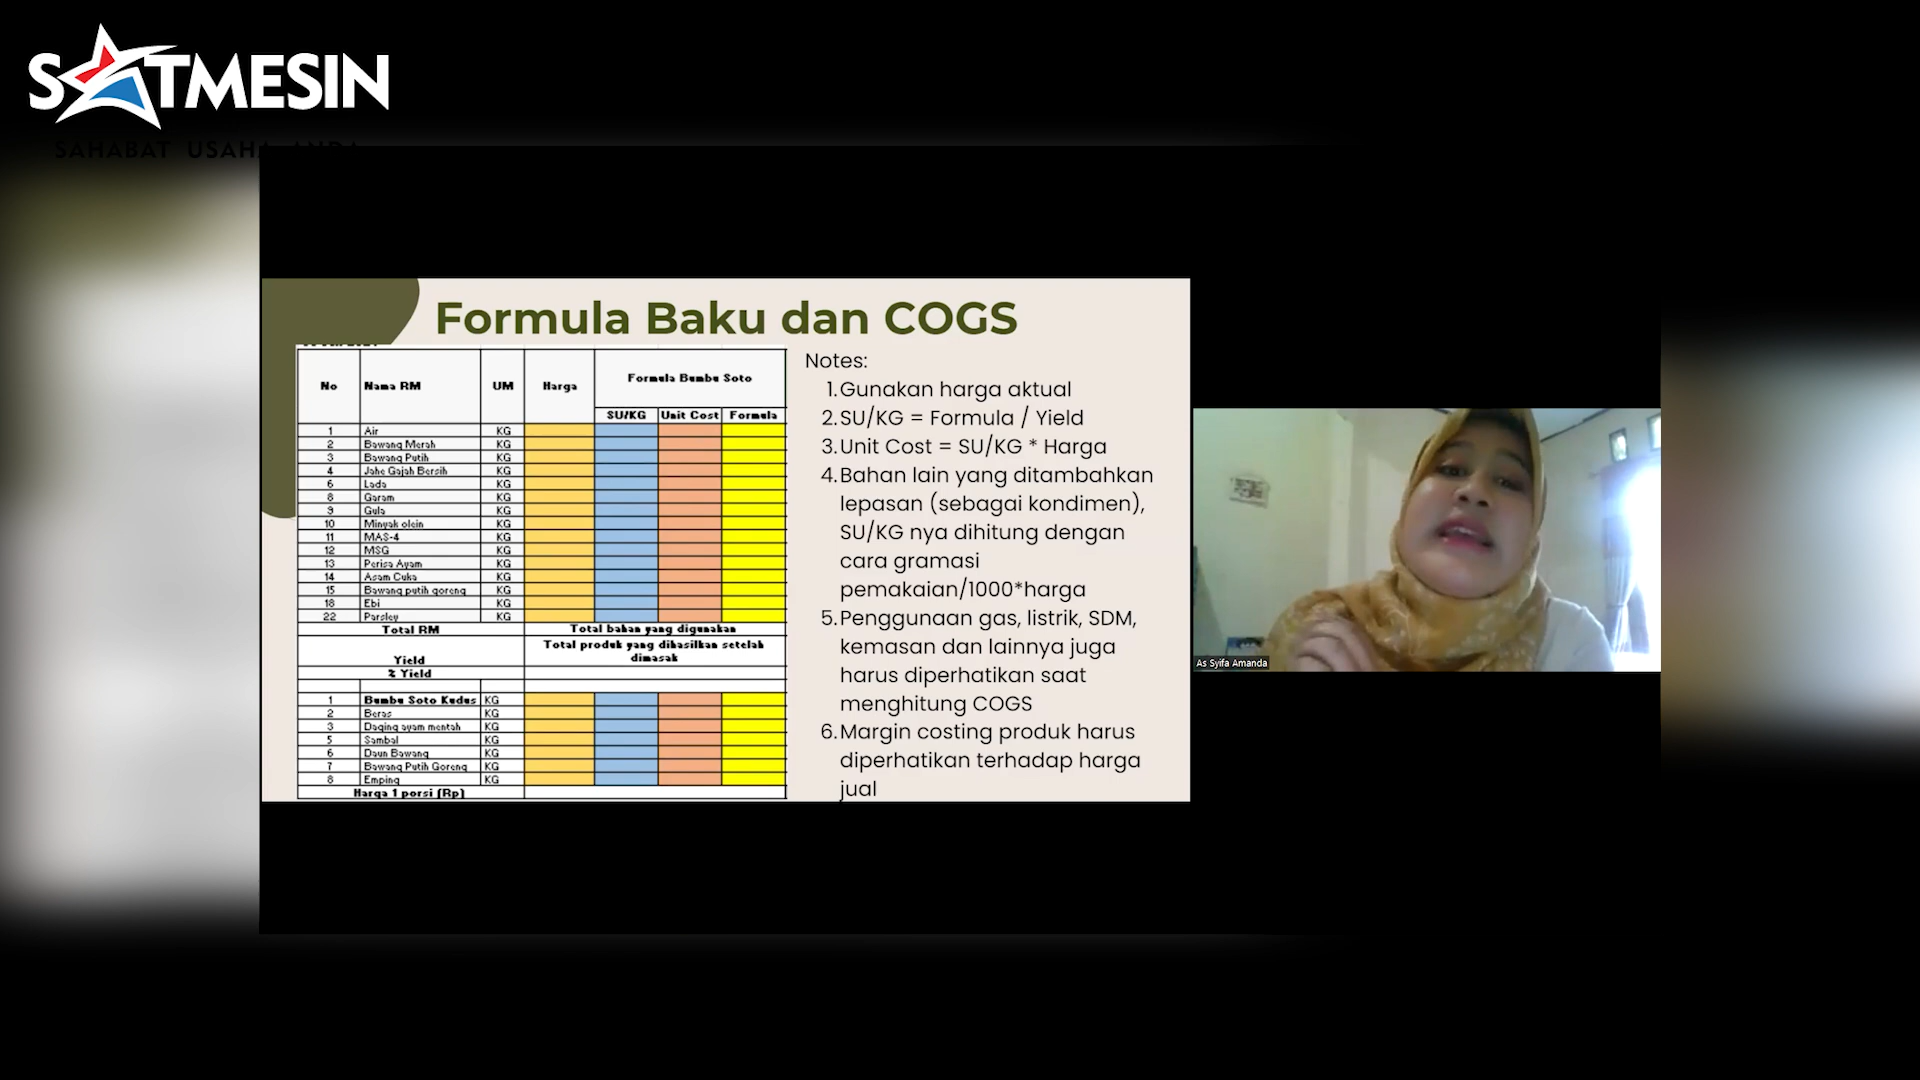 SATMESIN
SAHABAT USAHA ANDA
Formula Baku dan COGS
No Nama RM UM Harga Formula Bumbu Soto
SU/KG Unit Cost Formula
1 Air KG
2 Bawang Merah KG
3 Bawang Putih KG
4 Jahe Gajah Bersih KG
6 Lada KG
8 Garam KG
9 Gula KG
10 Minyak olein KG
11 MAS-4 KG
12 MSG KG
13 Perisa Ayam KG
14 Asam Cuka KG
15 Bawang putih goreng KG
18 Ebi KG
22 Parsley KG
Total RM Total bahan yang digunakan
Yield Total produk yang dihasilkan setelah
dimasak
% Yield
1 Bumbu Soto Kudus KG
2 Beras KG
3 Daging ayam mentah KG
5 Sambal KG
6 Daun Bawang KG
7 Bawang Putih Goreng KG
8 Emping KG
Harga 1 porsi (Rp)
Notes:
1. Gunakan harga aktual
2. SU/KG = Formula / Yield
3. Unit Cost = SU/KG * Harga
4. Bahan lain yang ditambahkan
lepasan (sebagai kondimen),
SU/KG nya dihitung dengan
cara gramasi
pemakaian/1000*harga
5. Penggunaan gas, listrik, SDM,
kemasan dan lainnya juga
harus diperhatikan saat
menghitung COGS
6. Margin costing produk harus
diperhatikan terhadap harga
jual
As Syifa Amanda